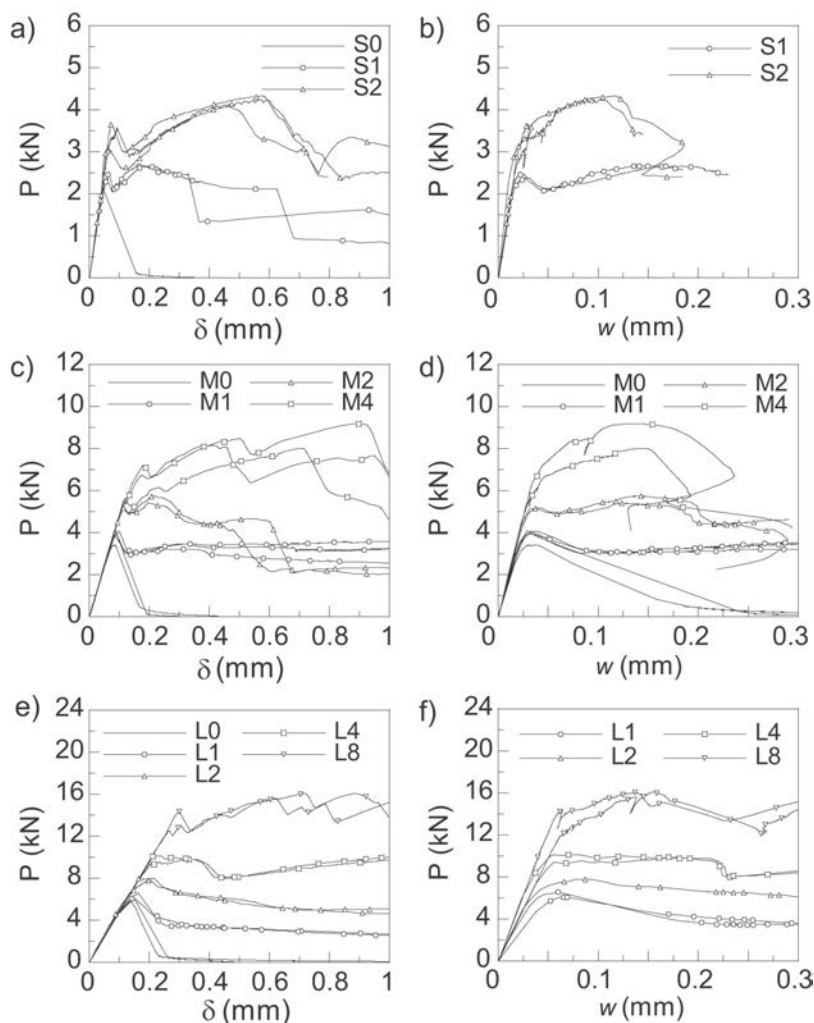 a)
S0
S1
S2
P (kN)
6
5
4
3
2
1
0
0 0.2 0.4 0.6 0.8 1
δ (mm)
b)
S1
S2
P (kN)
6
5
4
3
2
1
0
0 0.1 0.2 0.3
w (mm)
c)
M0 M2
M1 M4
P (kN)
12
10
8
6
4
2
0
0 0.2 0.4 0.6 0.8 1
δ (mm)
d)
M0 M2
M1 M4
P (kN)
12
10
8
6
4
2
0
0 0.1 0.2 0.3
w (mm)
e)
L0 L4
L1 L8
L2
P (kN)
24
20
16
12
8
4
0
0 0.2 0.4 0.6 0.8 1
δ (mm)
f)
L1 L4
L2 L8
P (kN)
24
20
16
12
8
4
0
0 0.1 0.2 0.3
w (mm)